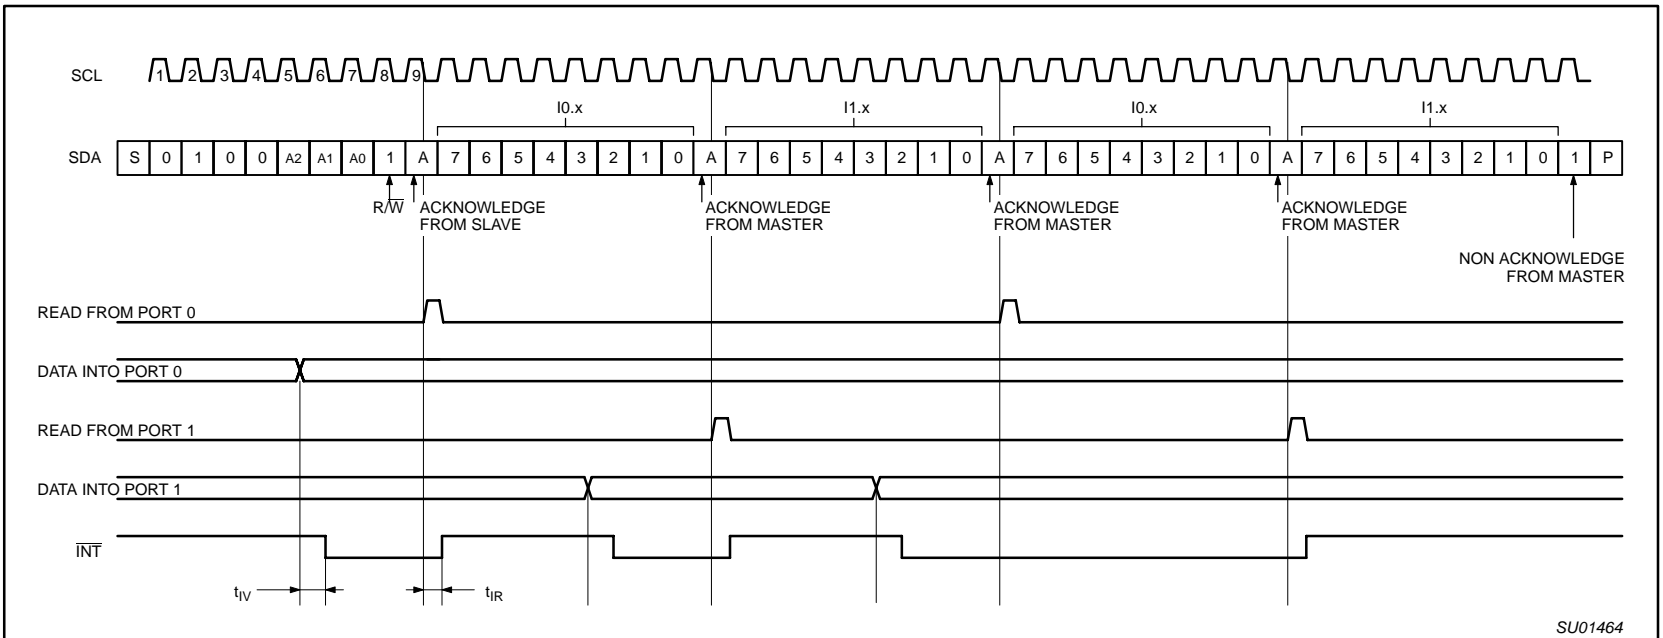 SCL 1 2 3 4 5 6 7 8 9
I0.x I1.x I0.x I1.x
SDA S 0 1 0 0 A2 A1 A0 1 A 7 6 5 4 3 2 1 0 A 7 6 5 4 3 2 1 0 A 7 6 5 4 3 2 1 0 A 7 6 5 4 3 2 1 0 1 P
R/W̅
ACKNOWLEDGE
FROM SLAVE
ACKNOWLEDGE
FROM MASTER
ACKNOWLEDGE
FROM MASTER
ACKNOWLEDGE
FROM MASTER
NON ACKNOWLEDGE
FROM MASTER
READ FROM PORT 0
DATA INTO PORT 0
READ FROM PORT 1
DATA INTO PORT 1
I̅N̅T̅
tIV tIR
SU01464